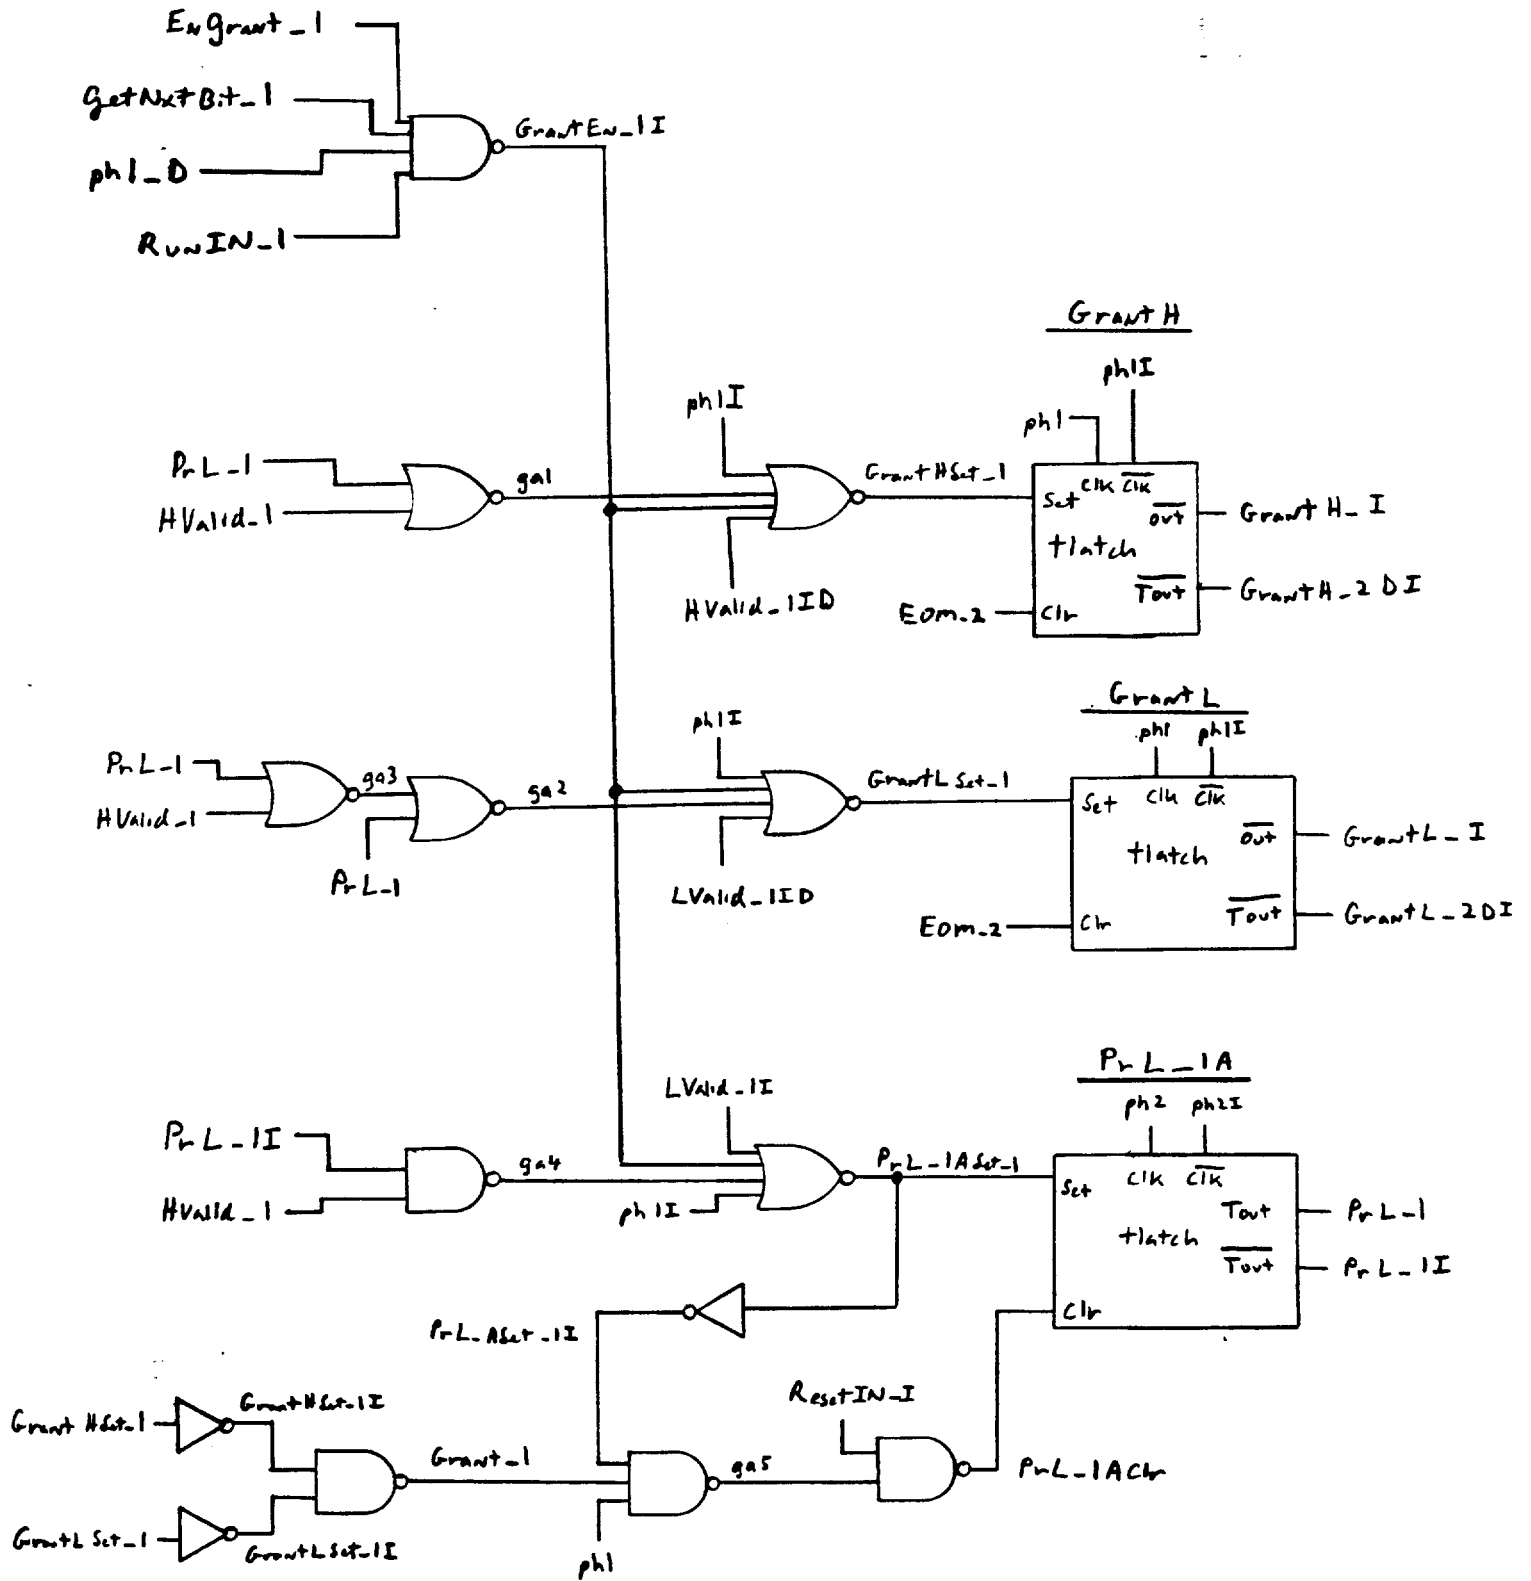 EnGrant_1
GetNxtBit_1
ph1_D
RunIN_1
GrantEn_1I
GrantH
ph1I
ph1
ph1I
PrL_1
HValid_1
ga1
GrantHSet_1
HValid_1ID
Set
Clk
Clk
Out
tlatch
Tout
Clr
Eom_2
GrantH_I
GrantH_2DI
GrantL
ph1
ph1I
ph1I
PrL_1
HValid_1
ga3
PrL_1
ga2
GrantLSet_1
LValid_1ID
Set
Clk
Clk
Out
tlatch
Tout
Clr
Eom_2
GrantL_I
GrantL_2DI
PrL_1A
ph2
ph2I
LValid_1I
PrL_1I
HValid_1
ga4
ph1I
PrL_1ASet_1
Set
Clk
Clk
Tout
tlatch
Tout
Clr
PrL_1
PrL_1I
PrL_ASet_1I
GrantHSet_1
GrantHSet_1I
Grant_1
GrantLSet_1
GrantLSet_1I
ph1
ga5
ResetIN_I
PrL_1AClr